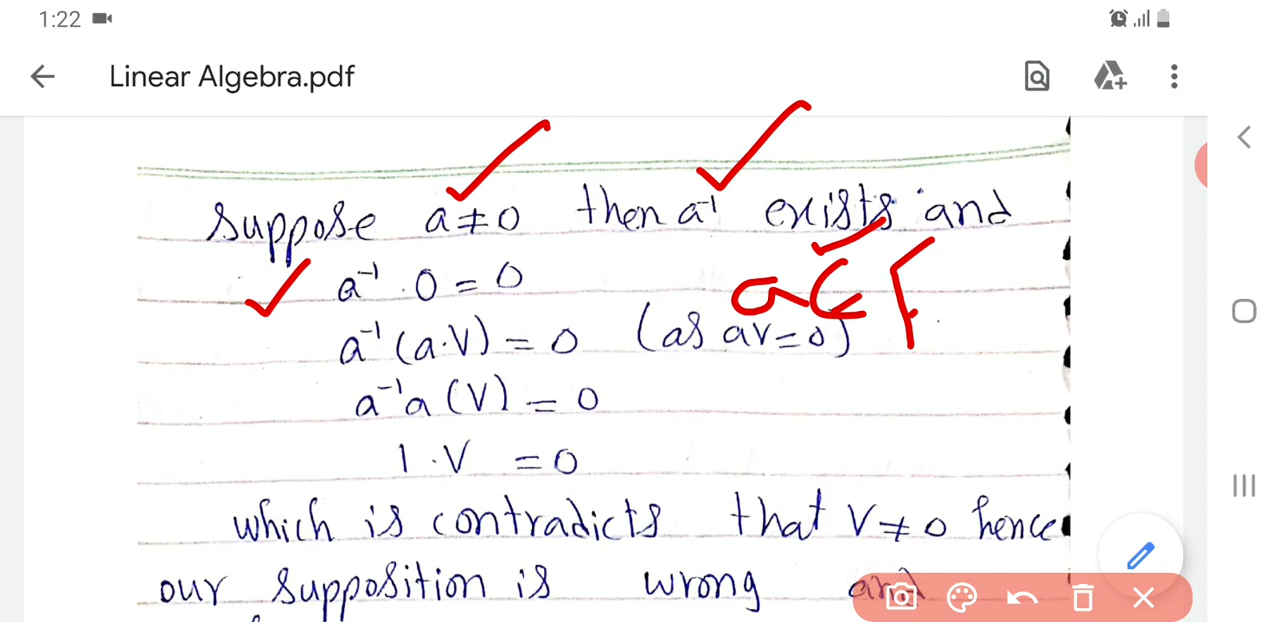 1:22
Linear Algebra.pdf
Suppose a≠0 then a⁻¹ exists and
a⁻¹ . 0 = 0
a∈F
a⁻¹ (a.V) = 0 (as av=0)
a⁻¹a (V) = 0
1 . V = 0
which is contradicts that V≠0 hence
our supposition is wrong and